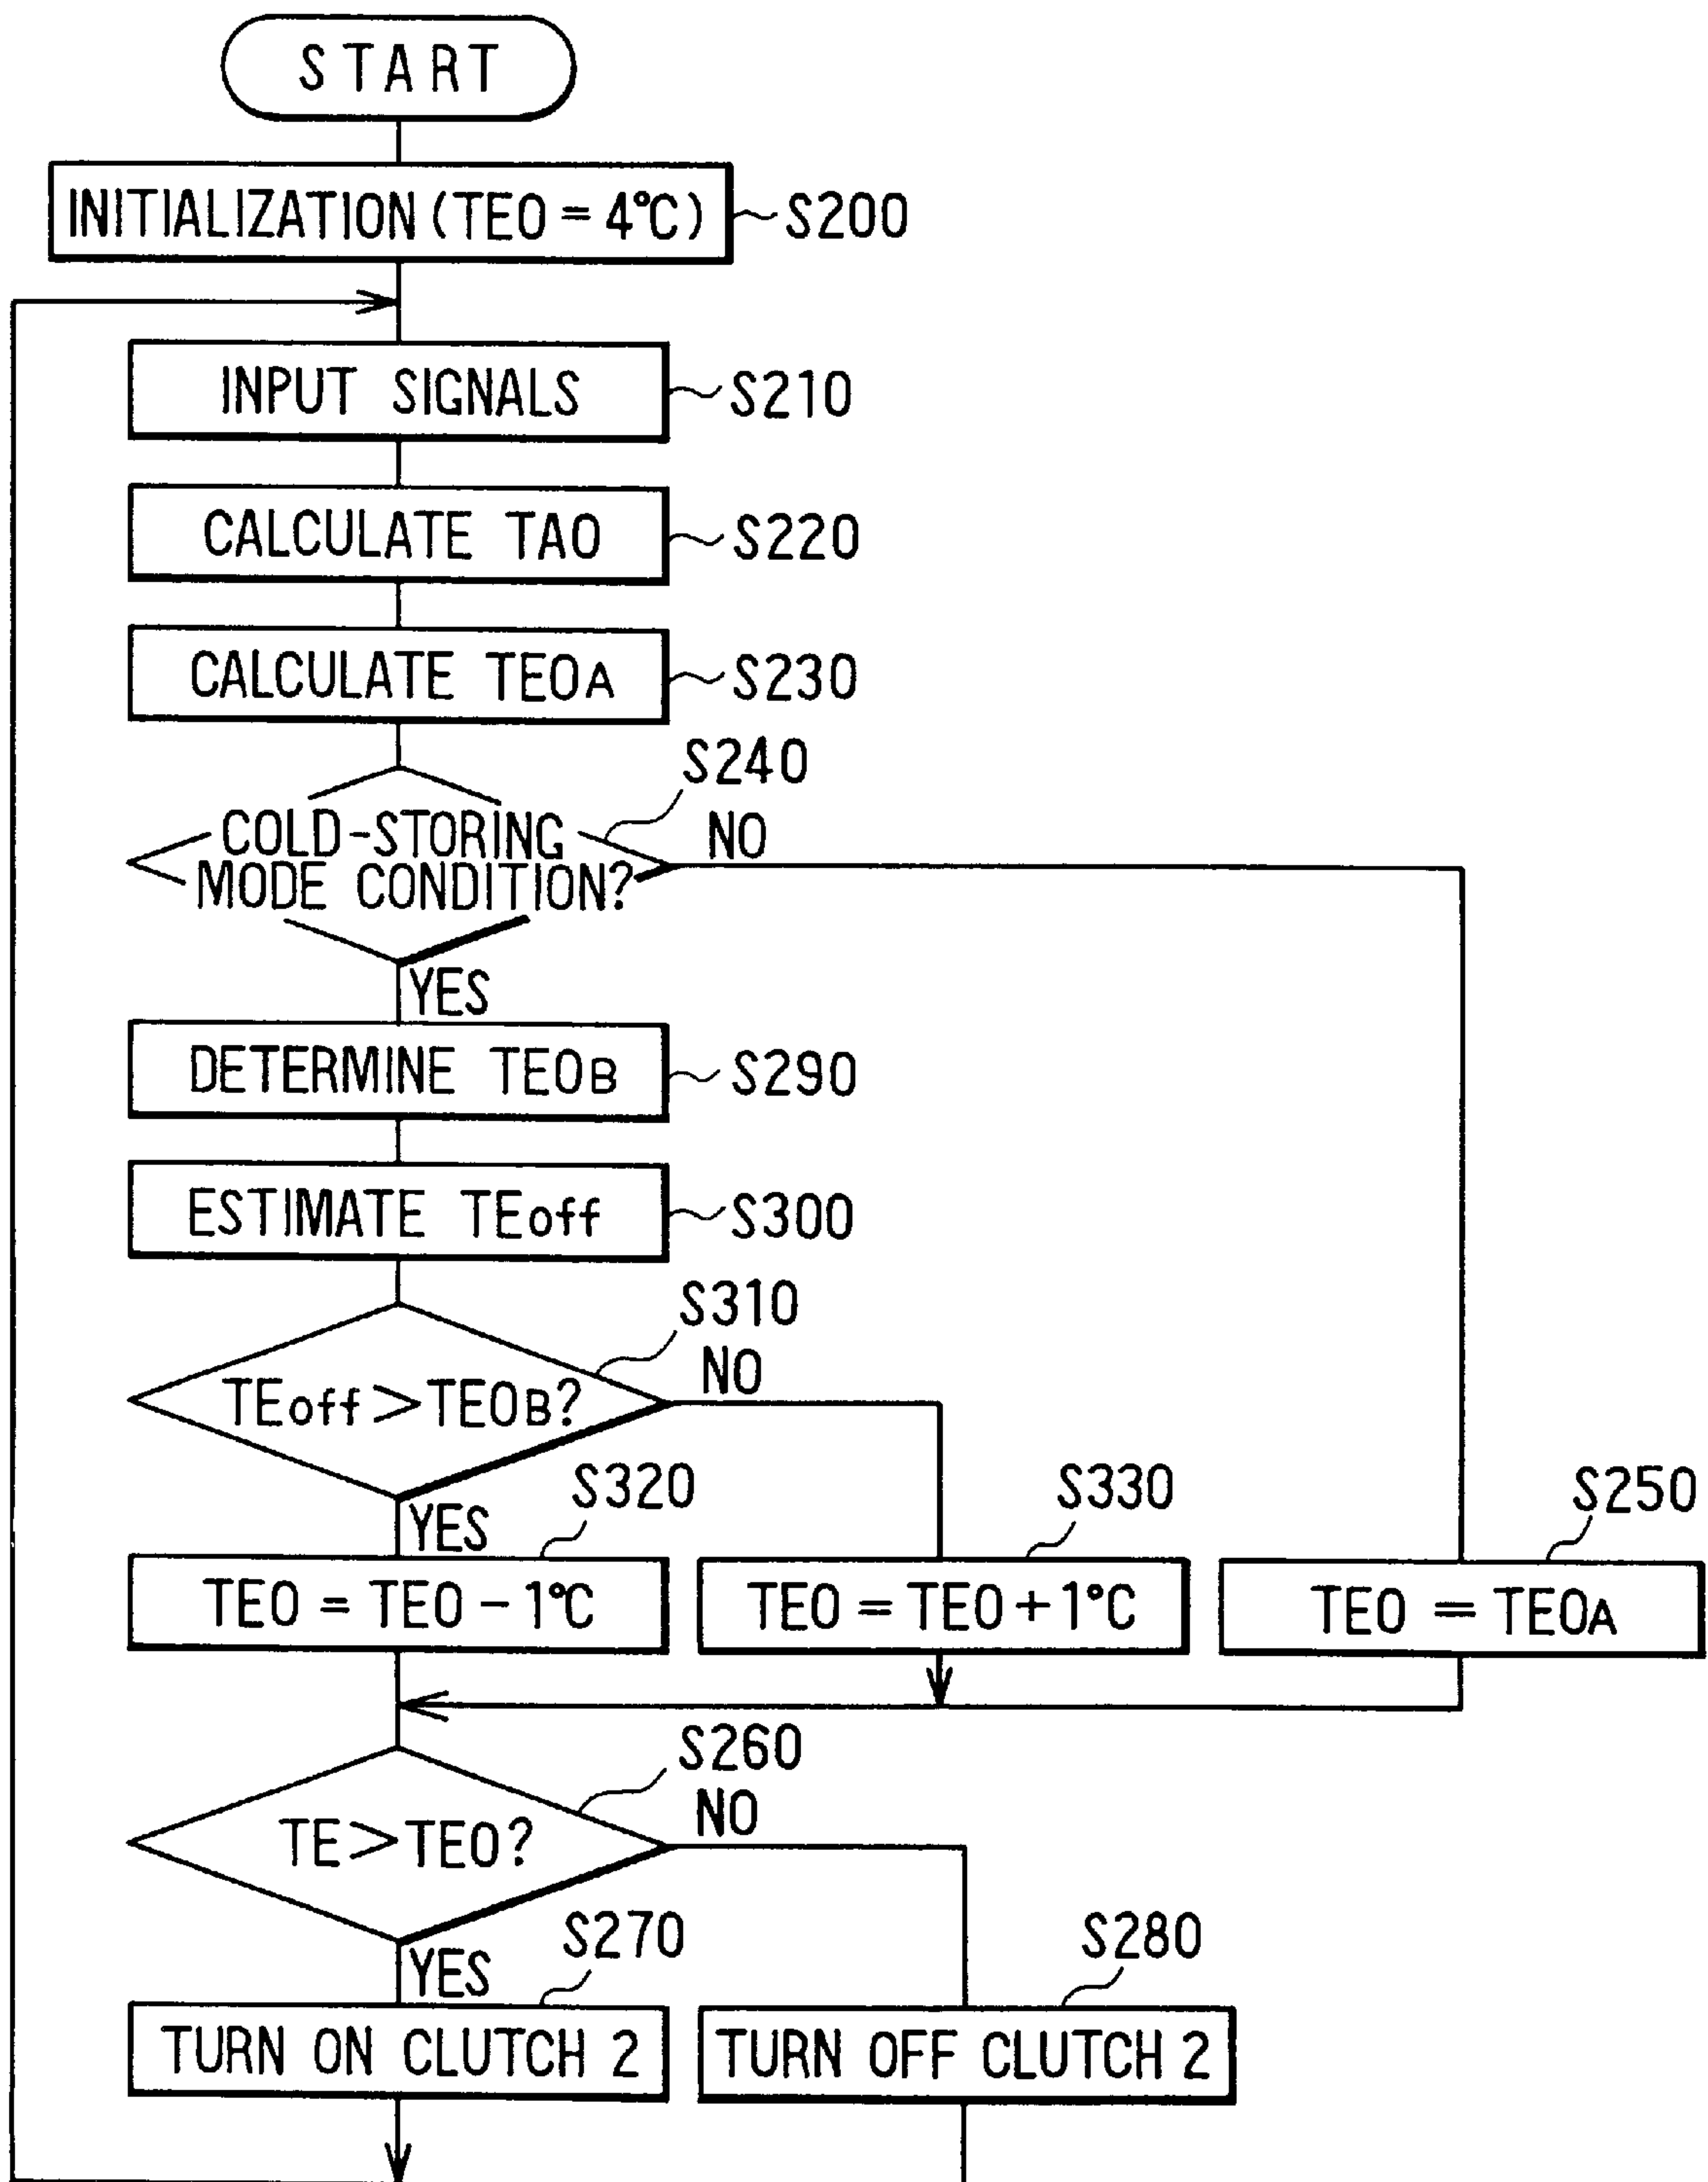 START
INITIALIZATION (TEO = 4°C)
S200
INPUT SIGNALS
S210
CALCULATE TAO
S220
CALCULATE TEOA
S230
S240
COLD-STORING
MODE CONDITION?
NO
YES
DETERMINE TEOB
S290
ESTIMATE TEoff
S300
S310
TEoff > TEOB?
NO
YES
S320
TEO = TEO - 1°C
S330
TEO = TEO + 1°C
S250
TEO = TEOA
S260
TE > TEO?
NO
YES
S270
TURN ON CLUTCH 2
S280
TURN OFF CLUTCH 2